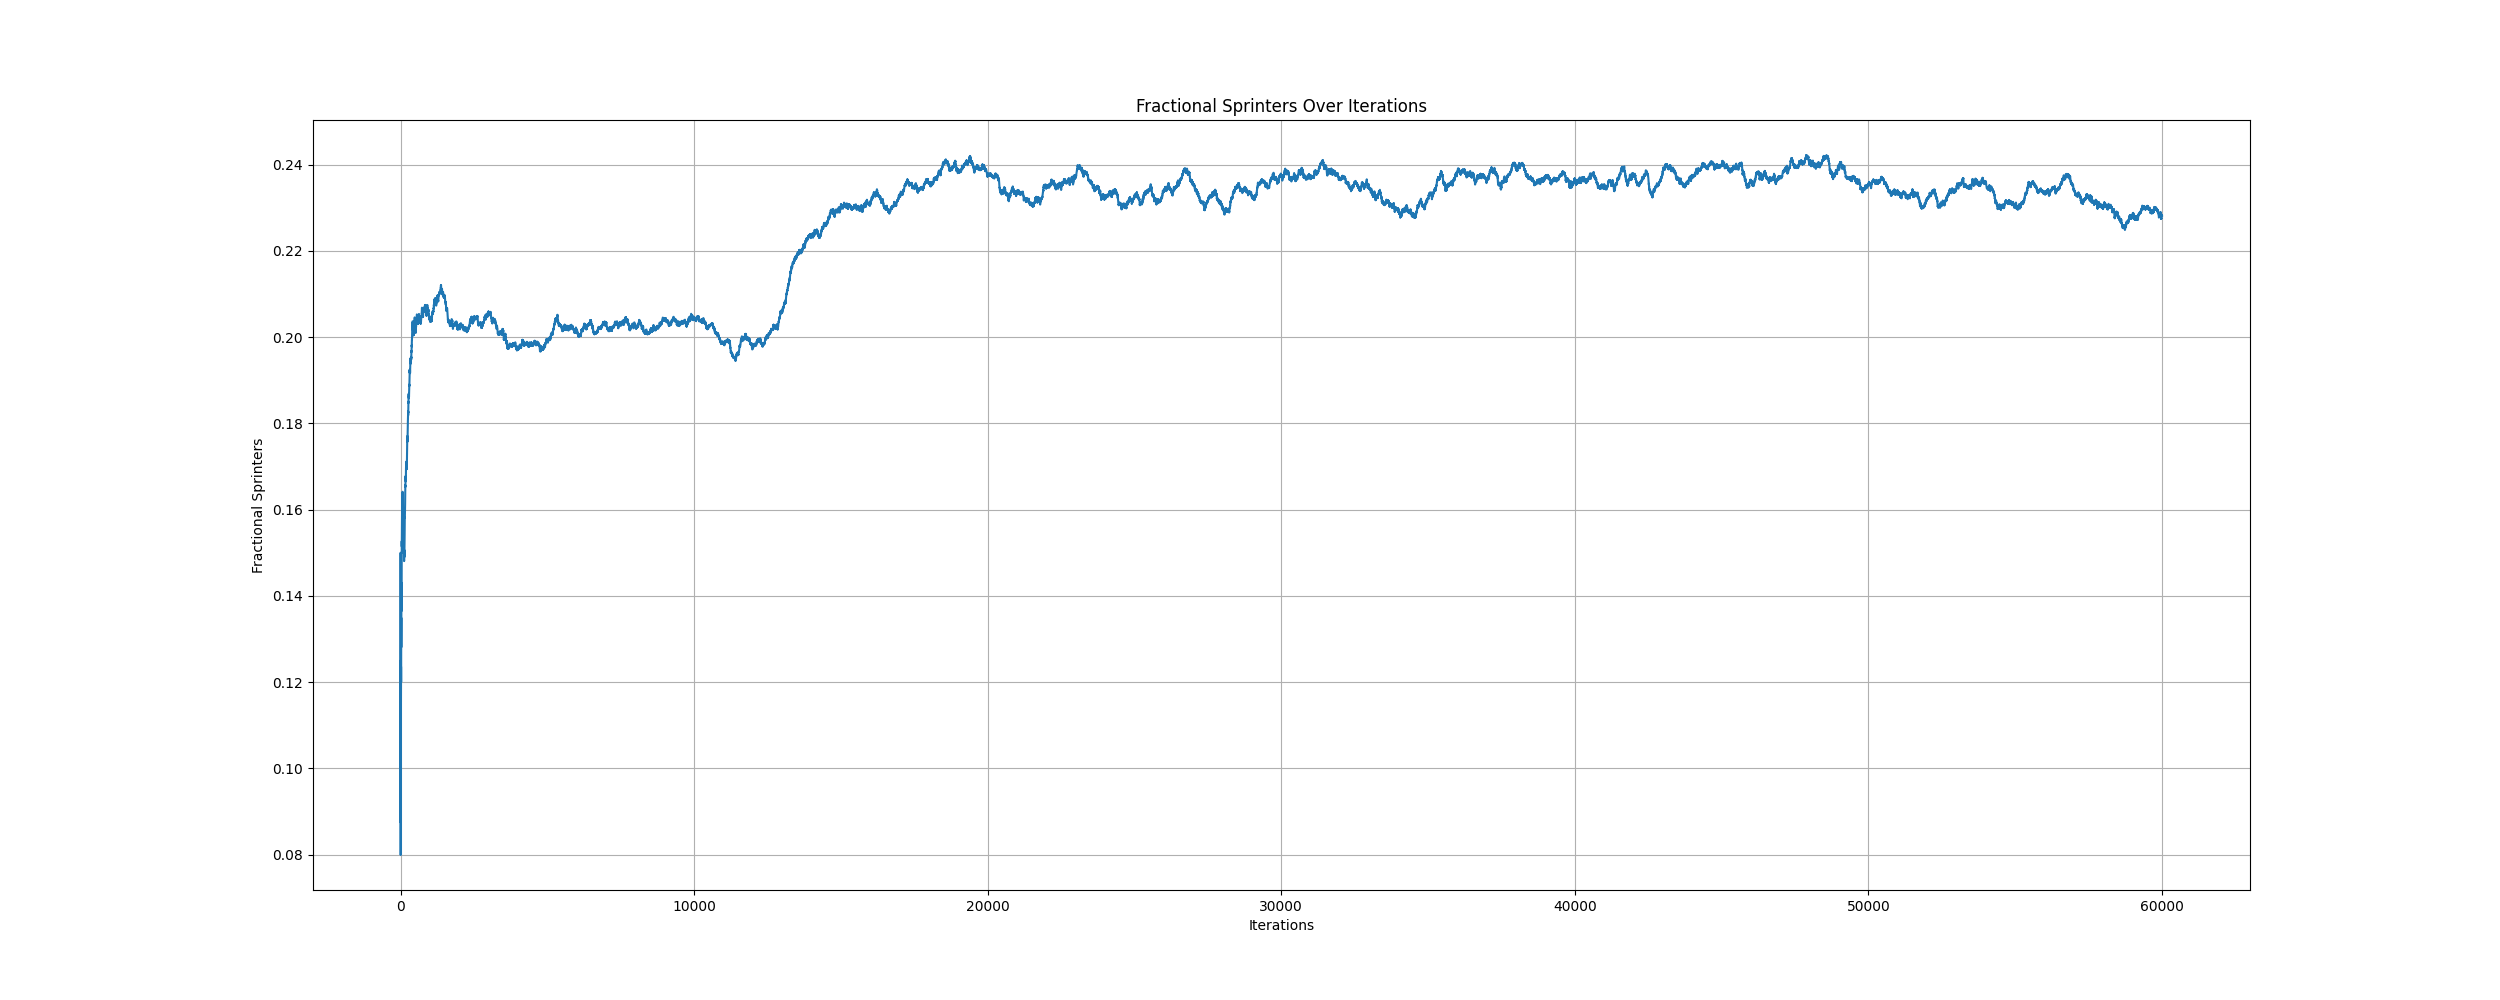 Fractional Sprinters Over Iterations
0.24
0.22
0.20
0.18
0.16
0.14
0.12
0.10
0.08
Fractional Sprinters
0 10000 20000 30000 40000 50000 60000
Iterations